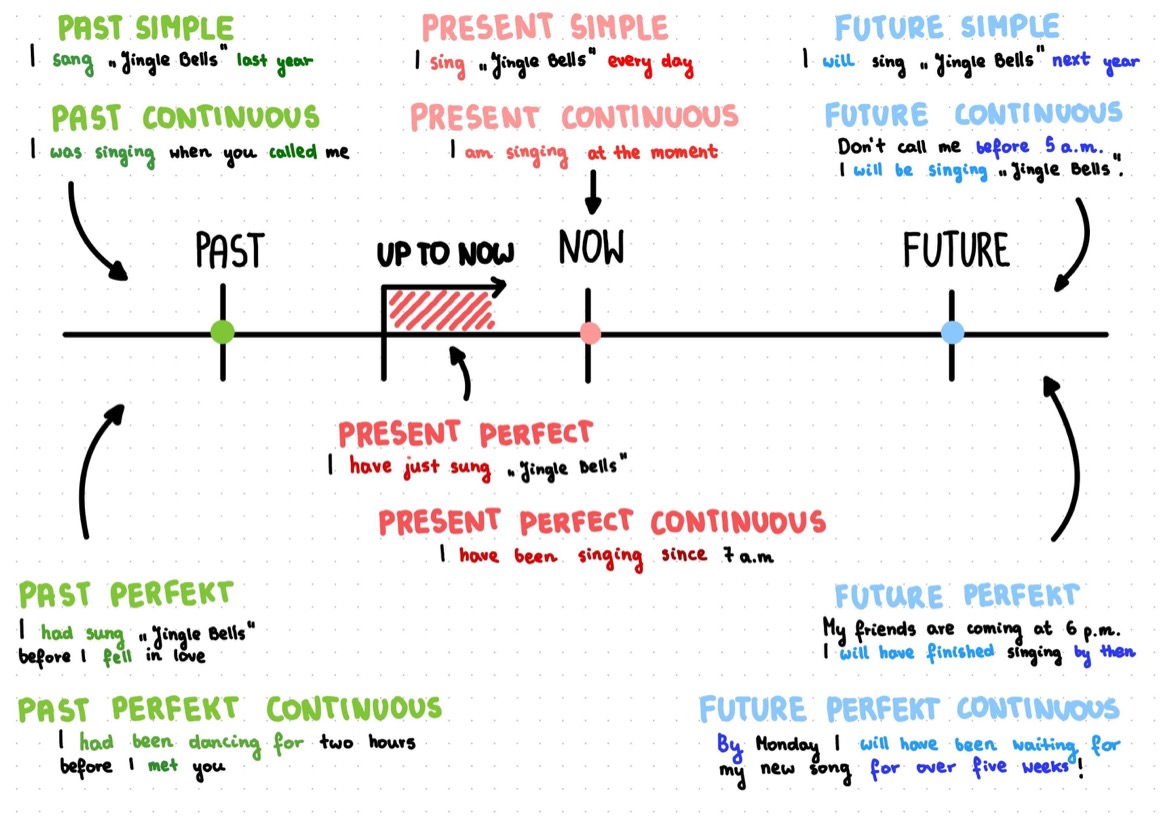 PAST SIMPLE
I sang „Jingle Bells" last year
PRESENT SIMPLE
I sing „Jingle Bells" every day
FUTURE SIMPLE
I will sing „Jingle Bells" next year
PAST CONTINUOUS
I was singing when you called me
PRESENT CONTINUOUS
I am singing at the moment
FUTURE CONTINUOUS
Don't call me before 5 a.m.
I will be singing „Jingle Bells".
PAST
UP TO NOW
NOW
FUTURE
PRESENT PERFECT
I have just sung „Jingle Bells"
PRESENT PERFECT CONTINUOUS
I have been singing since 7 a.m
PAST PERFEKT
I had sung „Jingle Bells"
before I fell in love
FUTURE PERFEKT
My friends are coming at 6 p.m.
I will have finished singing by then
PAST PERFEKT CONTINUOUS
I had been dancing for two hours
before I met you
FUTURE PERFEKT CONTINUOUS
By Monday I will have been waiting for
my new song for over five weeks!